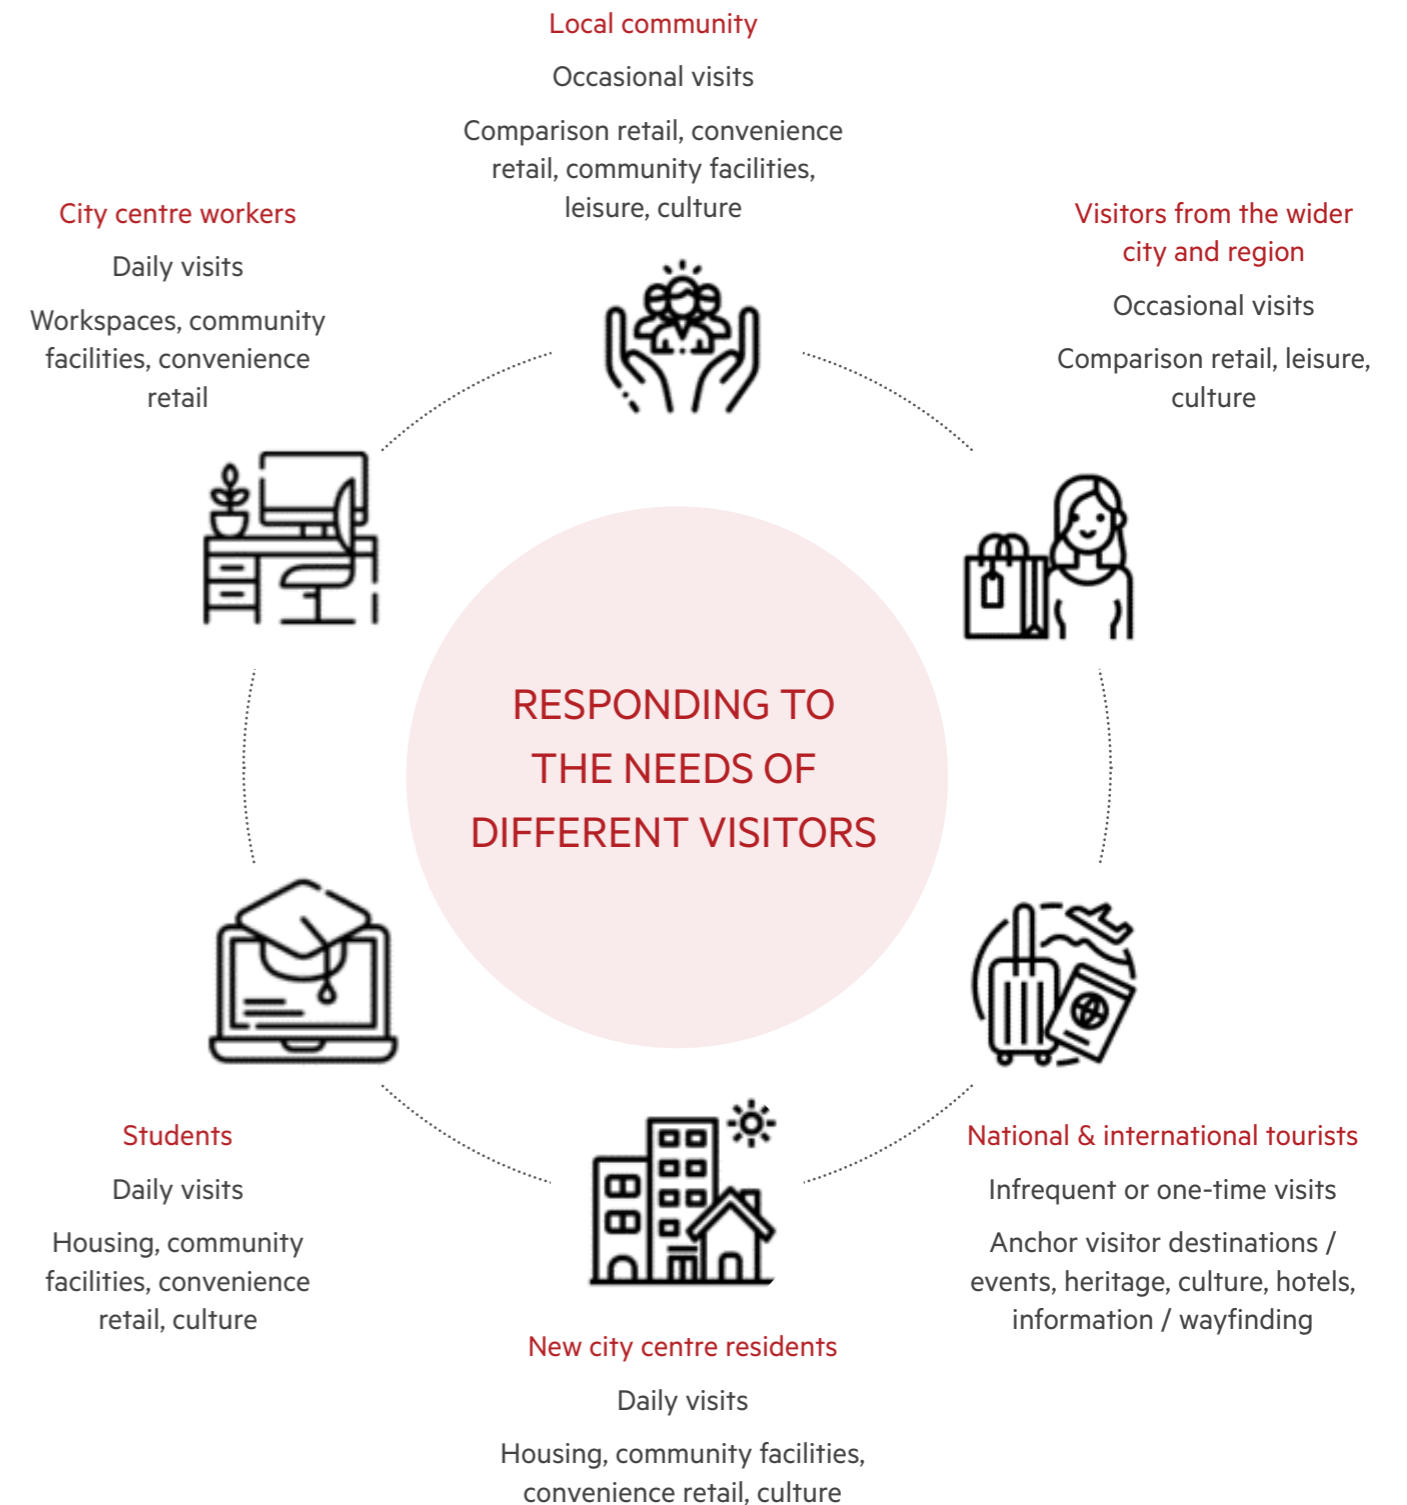 Local community
Occasional visits
Comparison retail, convenience
retail, community facilities,
leisure, culture
City centre workers
Daily visits
Workspaces, community
facilities, convenience
retail
Visitors from the wider
city and region
Occasional visits
Comparison retail, leisure,
culture
RESPONDING TO
THE NEEDS OF
DIFFERENT VISITORS
Students
Daily visits
Housing, community
facilities, convenience
retail, culture
National & international tourists
Infrequent or one-time visits
Anchor visitor destinations /
events, heritage, culture, hotels,
information / wayfinding
New city centre residents
Daily visits
Housing, community facilities,
convenience retail, culture